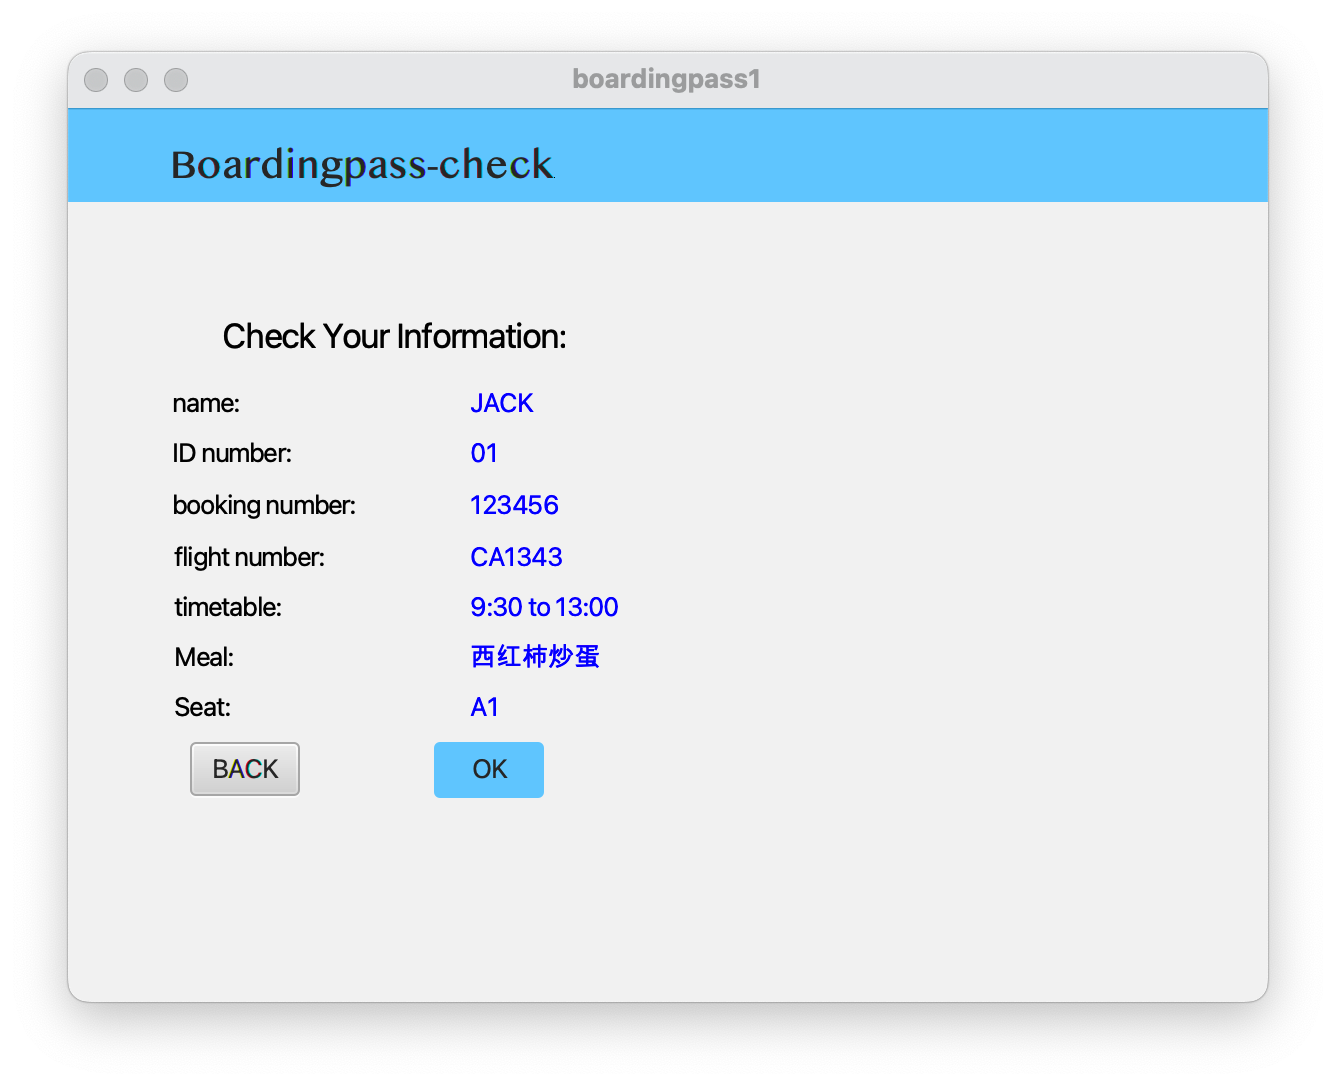 boardingpass1
Boardingpass-check
Check Your Information:
name: JACK
ID number: 01
booking number: 123456
flight number: CA1343
timetable: 9:30 to 13:00
Meal: 西红柿炒蛋
Seat: A1
BACK OK